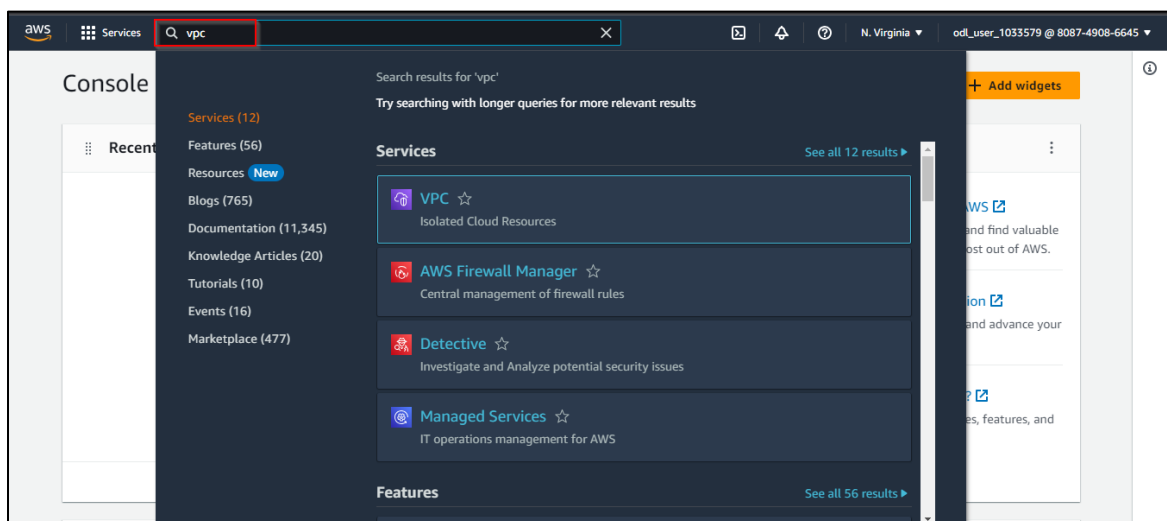 aws
Services
vpc
N. Virginia
odl_user_1033579 @ 8087-4908-6645
Console
Add widgets
Recent
Search results for 'vpc'
Try searching with longer queries for more relevant results
Services (12)
Features (56)
Resources New
Blogs (765)
Documentation (11,345)
Knowledge Articles (20)
Tutorials (10)
Events (16)
Marketplace (477)
Services
See all 12 results
VPC
Isolated Cloud Resources
AWS Firewall Manager
Central management of firewall rules
Detective
Investigate and Analyze potential security issues
Managed Services
IT operations management for AWS
Features
See all 56 results
and find valuable
out of AWS.
and advance your
features, and